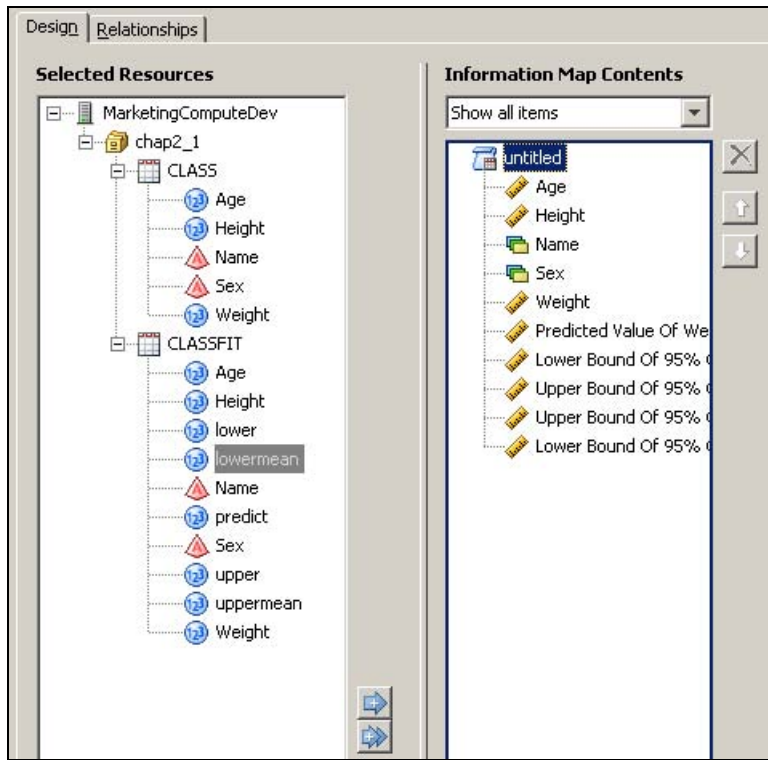 Design
Relationships
Selected Resources
MarketingComputeDev
chap2_1
CLASS
Age
Height
Name
Sex
Weight
CLASSFIT
Age
Height
lower
lowermean
Name
predict
Sex
upper
uppermean
Weight
Information Map Contents
Show all items
untitled
Age
Height
Name
Sex
Weight
Predicted Value Of We
Lower Bound Of 95%
Upper Bound Of 95%
Upper Bound Of 95%
Lower Bound Of 95%